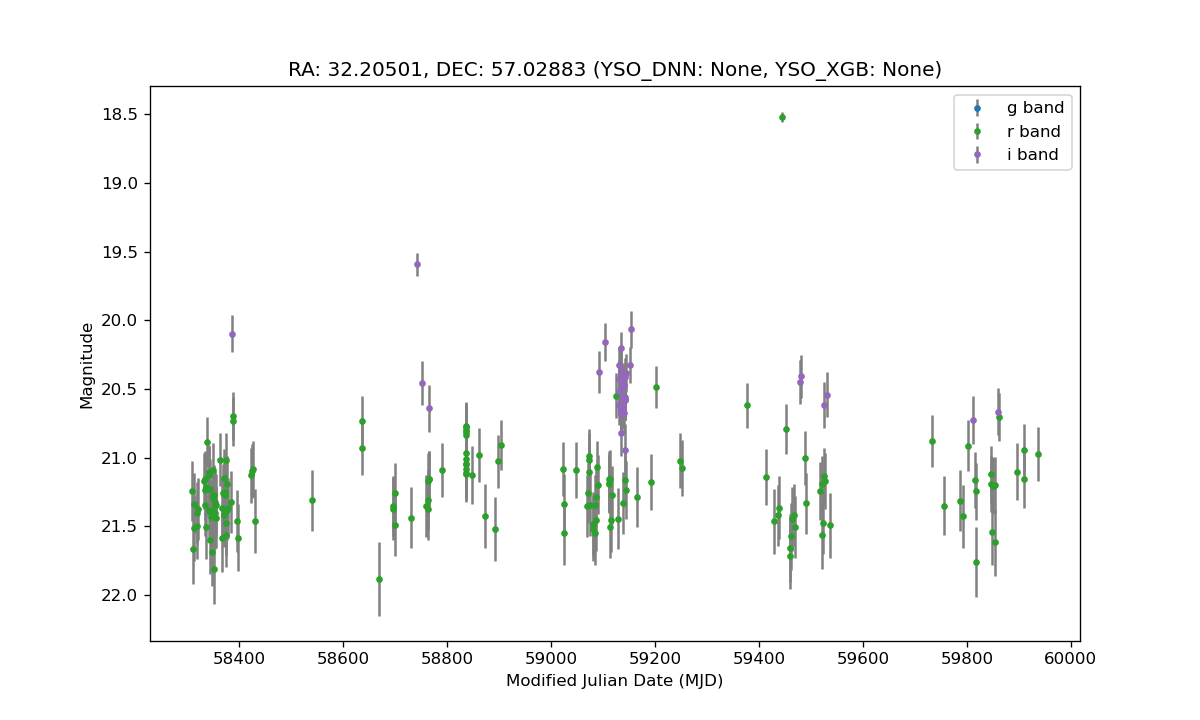 RA: 32.20501, DEC: 57.02883 (YSO_DNN: None, YSO_XGB: None)
g band
r band
i band
18.5
19.0
19.5
20.0
20.5
21.0
21.5
22.0
Magnitude
58400 58600 58800 59000 59200 59400 59600 59800 60000
Modified Julian Date (MJD)